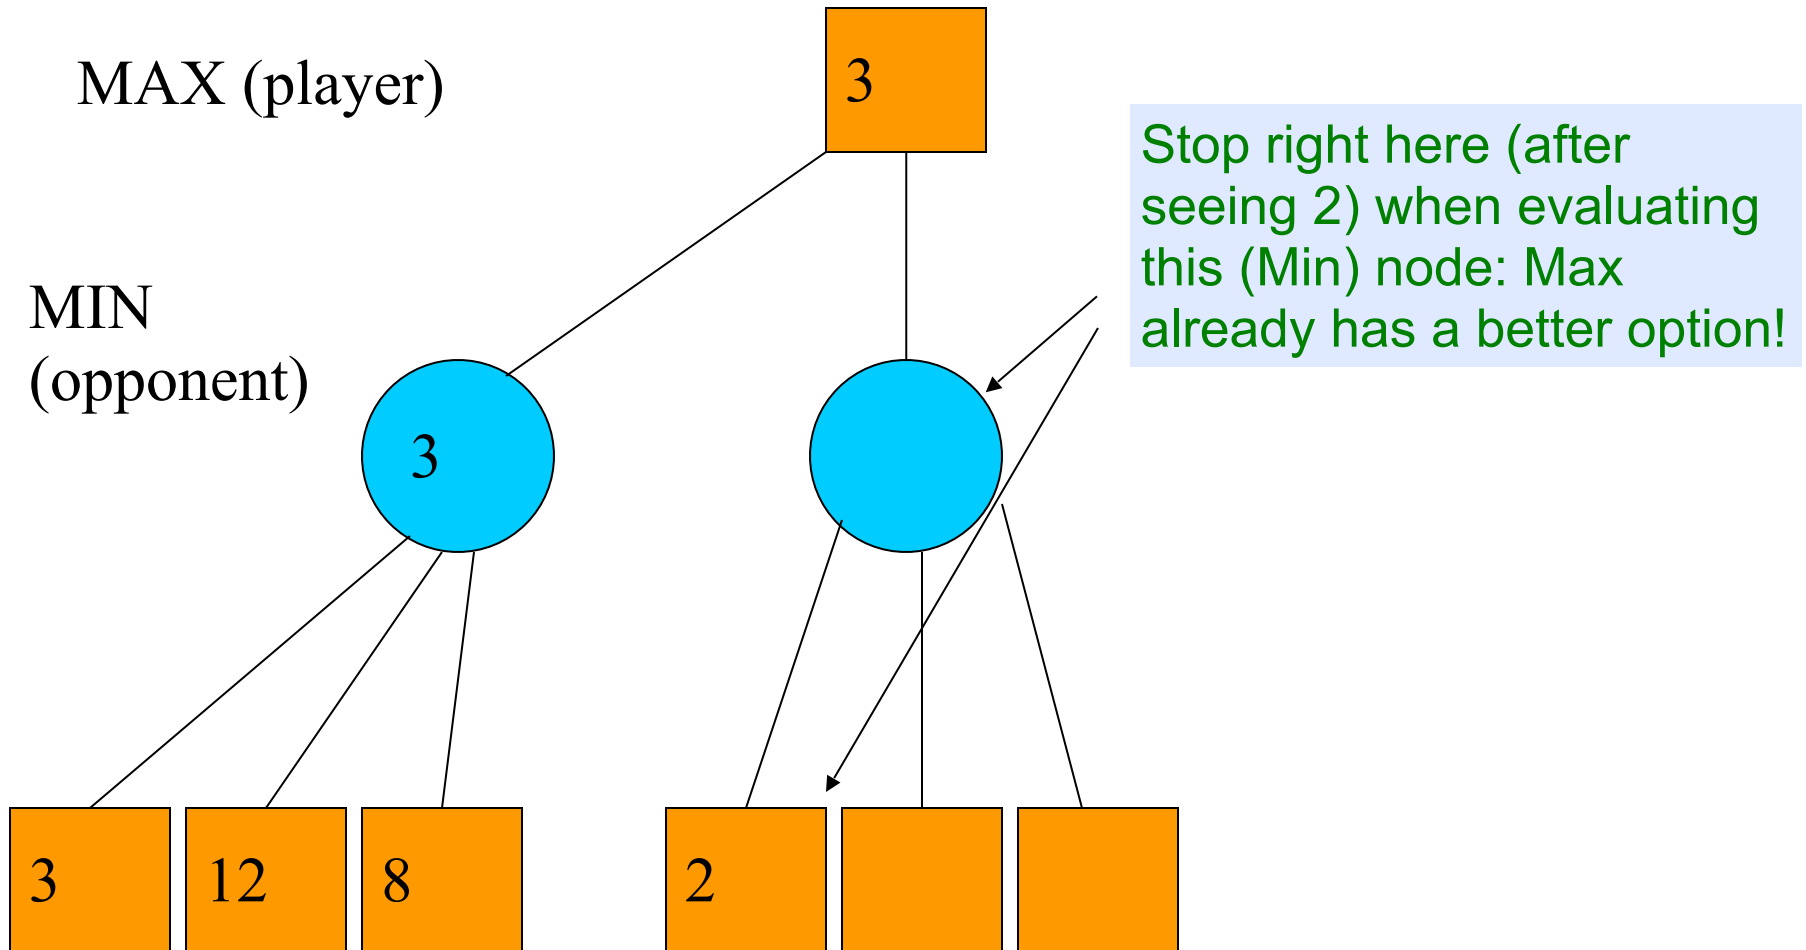 MAX (player)
3
Stop right here (after
seeing 2) when evaluating
this (Min) node: Max
already has a better option!
MIN
(opponent)
3
3
12
8
2